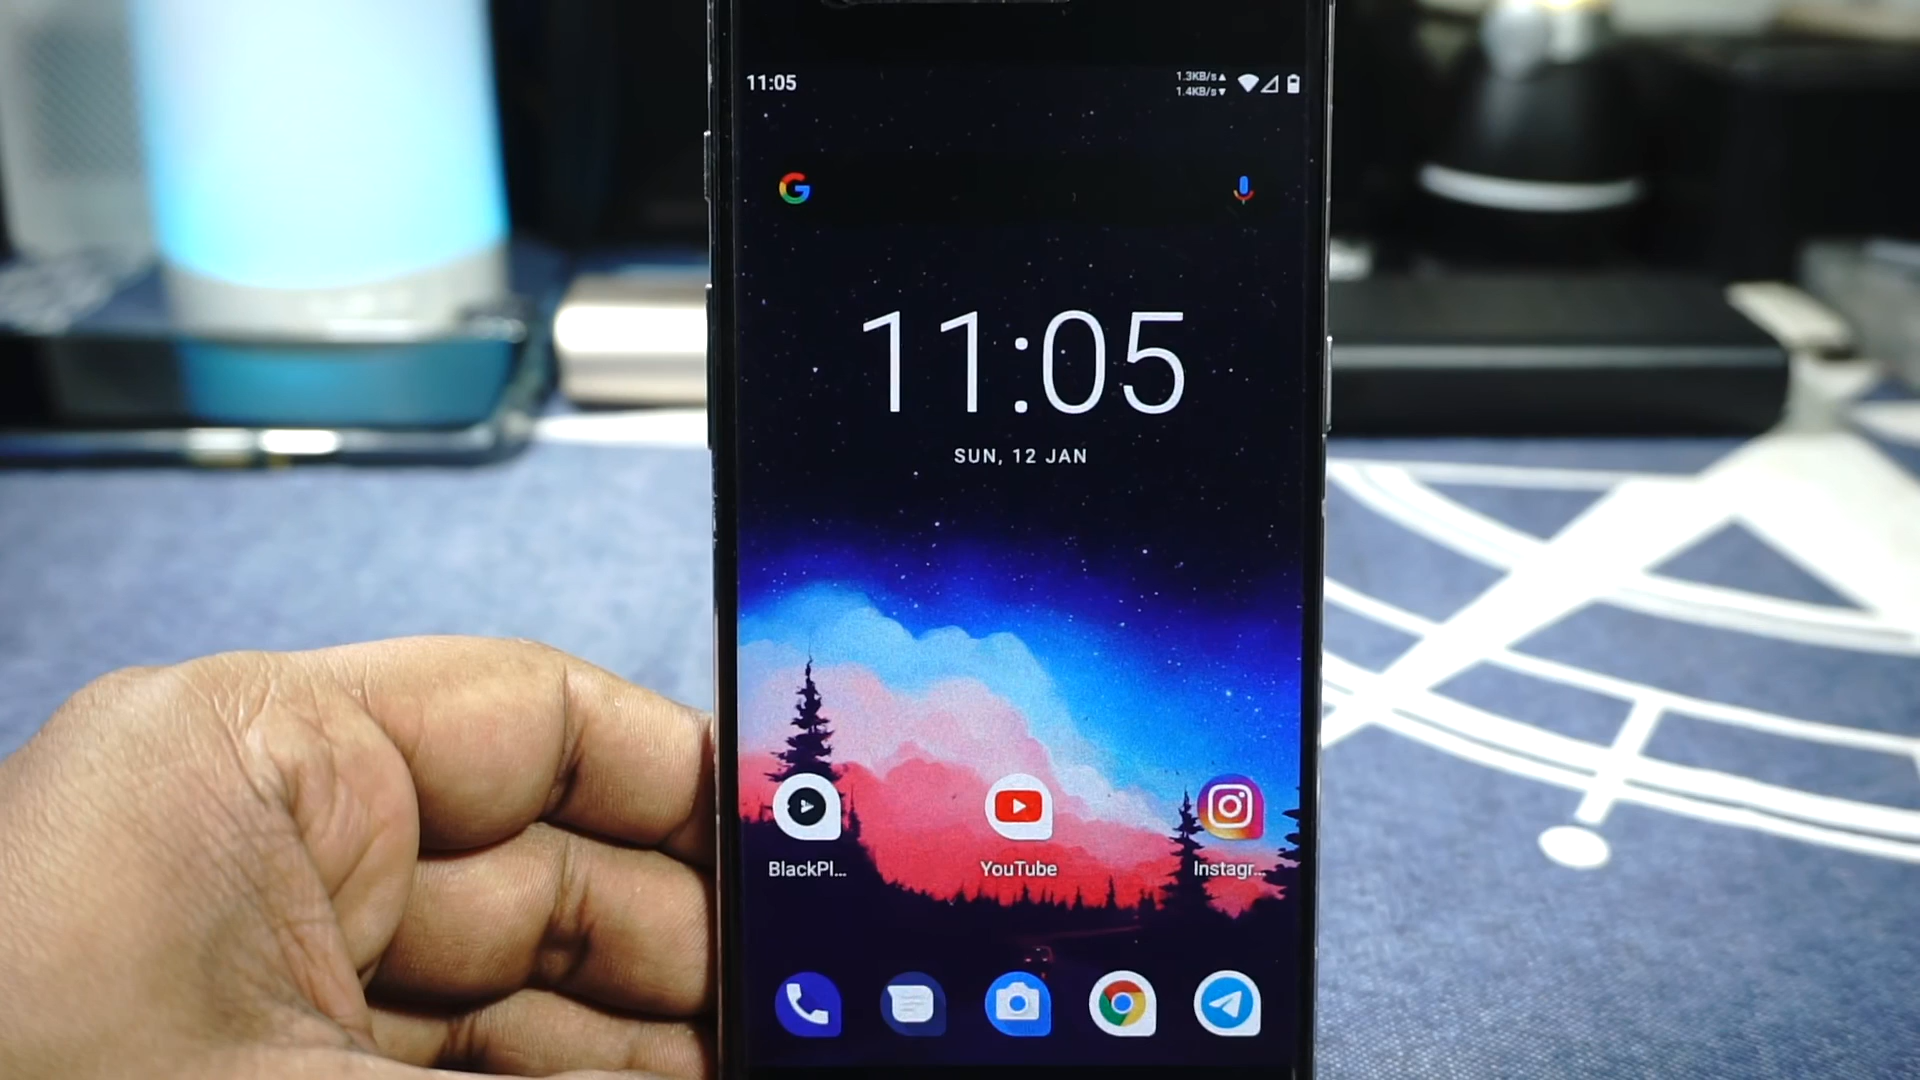 11:05
1.3KB/s▲
1.4KB/s▼
11:05
SUN, 12 JAN
BlackPl...
YouTube
Instagr...